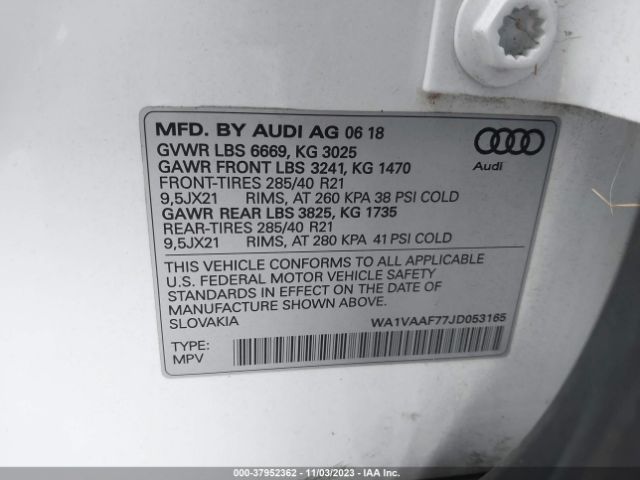 MFD. BY AUDI AG 06 18
GVWR LBS 6669, KG 3025
GAWR FRONT LBS 3241, KG 1470
FRONT-TIRES 285/40 R21
9,5JX21 RIMS, AT 260 KPA 38 PSI COLD
GAWR REAR LBS 3825, KG 1735
REAR-TIRES 285/40 R21
9,5JX21 RIMS, AT 280 KPA 41 PSI COLD
Audi
THIS VEHICLE CONFORMS TO ALL APPLICABLE
U.S. FEDERAL MOTOR VEHICLE SAFETY
STANDARDS IN EFFECT ON THE DATE OF
MANUFACTURE SHOWN ABOVE.
SLOVAKIA WA1VAAF77JD053165
TYPE:
MPV
000-37952362 - 11/03/2023 - IAA Inc.